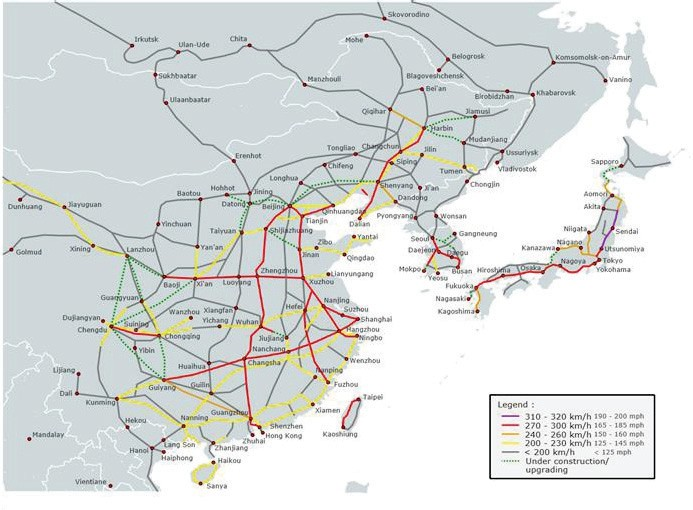 Skovorodino
Irkutsk
Ulan-Ude
Chita
Mohe
Belogrosk
Komsomolsk-on-Amur
Sukhbaatar
Manzhouli
Blagoveshchensk
Vanino
Bei'an
Birobidzhan
Khabarovsk
Ulaanbaatar
Qiqihar
Jiamusi
Harbin
Mudanjiang
Tongliao
Changchun
Jilin
Ussuriysk
Erenhot
Chifeng
Siping
Vladivostok
Sapporo
Tumen
Longhua
Shenyang
Chongjin
Hohhot
Jining
Ji'an
Baotou
Datong
Beijing
Qinhuangdao
Dandong
Aomori
Dunhuang
Jiayuguan
Tianjin
Dalian
Pyongyang
Wonsan
Akita
Yinchuan
Taiyuan
Shijiazhuang
Gangneung
Niigata
Sendai
Yantai
Seoul
Golmud
Xining
Lanzhou
Yan'an
Zibo
Jinan
Qingdao
Daejeon
Daegu
Kanazawa
Nagano
Utsunomiya
Mokpo
Yeosu
Busan
Hiroshima
Osaka
Nagoya
Tokyo
Yokohama
Baoji
Xi'an
Luoyang
Zhengzhou
Xuzhou
Lianyungang
Fukuoka
Guangyuan
Nagasaki
Kagoshima
Dujiangyan
Suining
Wanzhou
Xiangfan
Hefei
Nanjing
Suzhou
Shanghai
Chengdu
Yichang
Wuhan
Hangzhou
Chongqing
Jiujiang
Ningbo
Yibin
Nanchang
Huaihua
Changsha
Wenzhou
Lijiang
Guiyang
Guilin
Nanping
Dali
Fuzhou
Kunming
Taipei
Xiamen
Nanning
Guangzhou
Hekou
Shenzhen
Kaoshiung
Mandalay
Lang Son
Zhuhai
Hong Kong
Hanoi
Zhanjiang
Haiphong
Haikou
Vientiane
Sanya
Legend :
310 - 320 km/h 190 - 200 mph
270 - 300 km/h 165 - 185 mph
240 - 260 km/h 150 - 160 mph
200 - 230 km/h 125 - 145 mph
< 200 km/h < 125 mph
Under construction/
upgrading